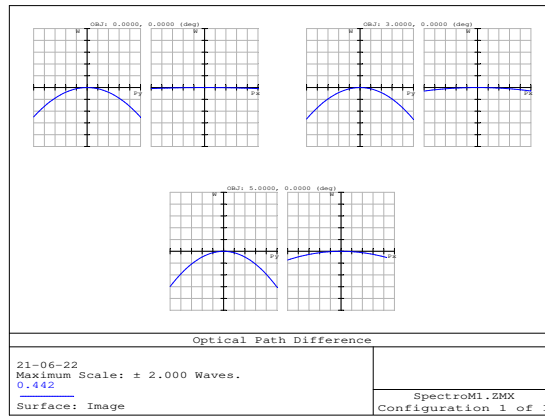 OBJ: 0.0000, 0.0000 (deg)
OBJ: 3.0000, 0.0000 (deg)
W
W
W
W
Py
Px
Py
Px
OBJ: 5.0000, 0.0000 (deg)
W
W
Py
Px
Optical Path Difference
21-06-22
Maximum Scale: ± 2.000 Waves.
0.442
Surface: Image
SpectroM1.ZMX
Configuration 1 of